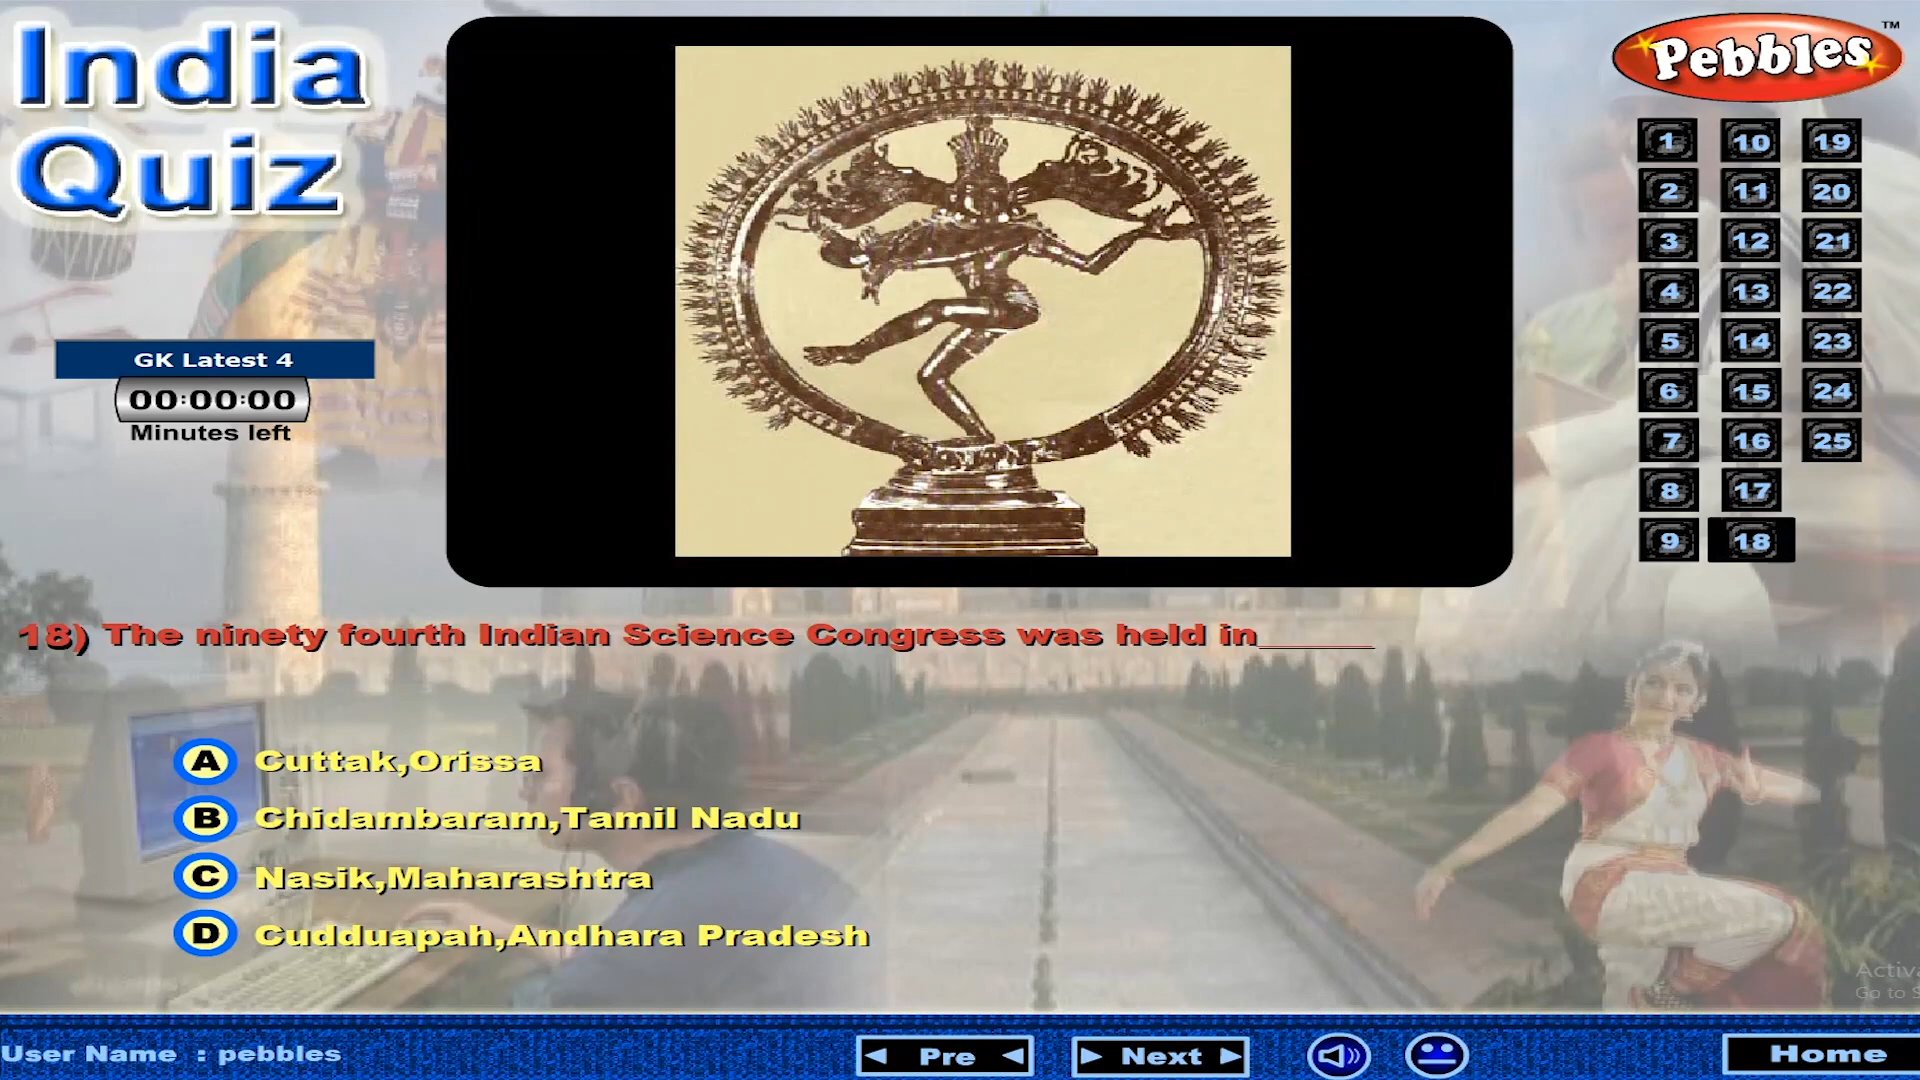 India
Quiz
Pebbles™
GK Latest 4
00:00:00
Minutes left
1 10 19
2 11 20
3 12 21
4 13 22
5 14 23
6 15 24
7 16 25
8 17
9 18
18) The ninety fourth Indian Science Congress was held in______
A Cuttak,Orissa
B Chidambaram,Tamil Nadu
C Nasik,Maharashtra
D Cudduapah,Andhara Pradesh
User Name : pebbles
Pre
Next
Home